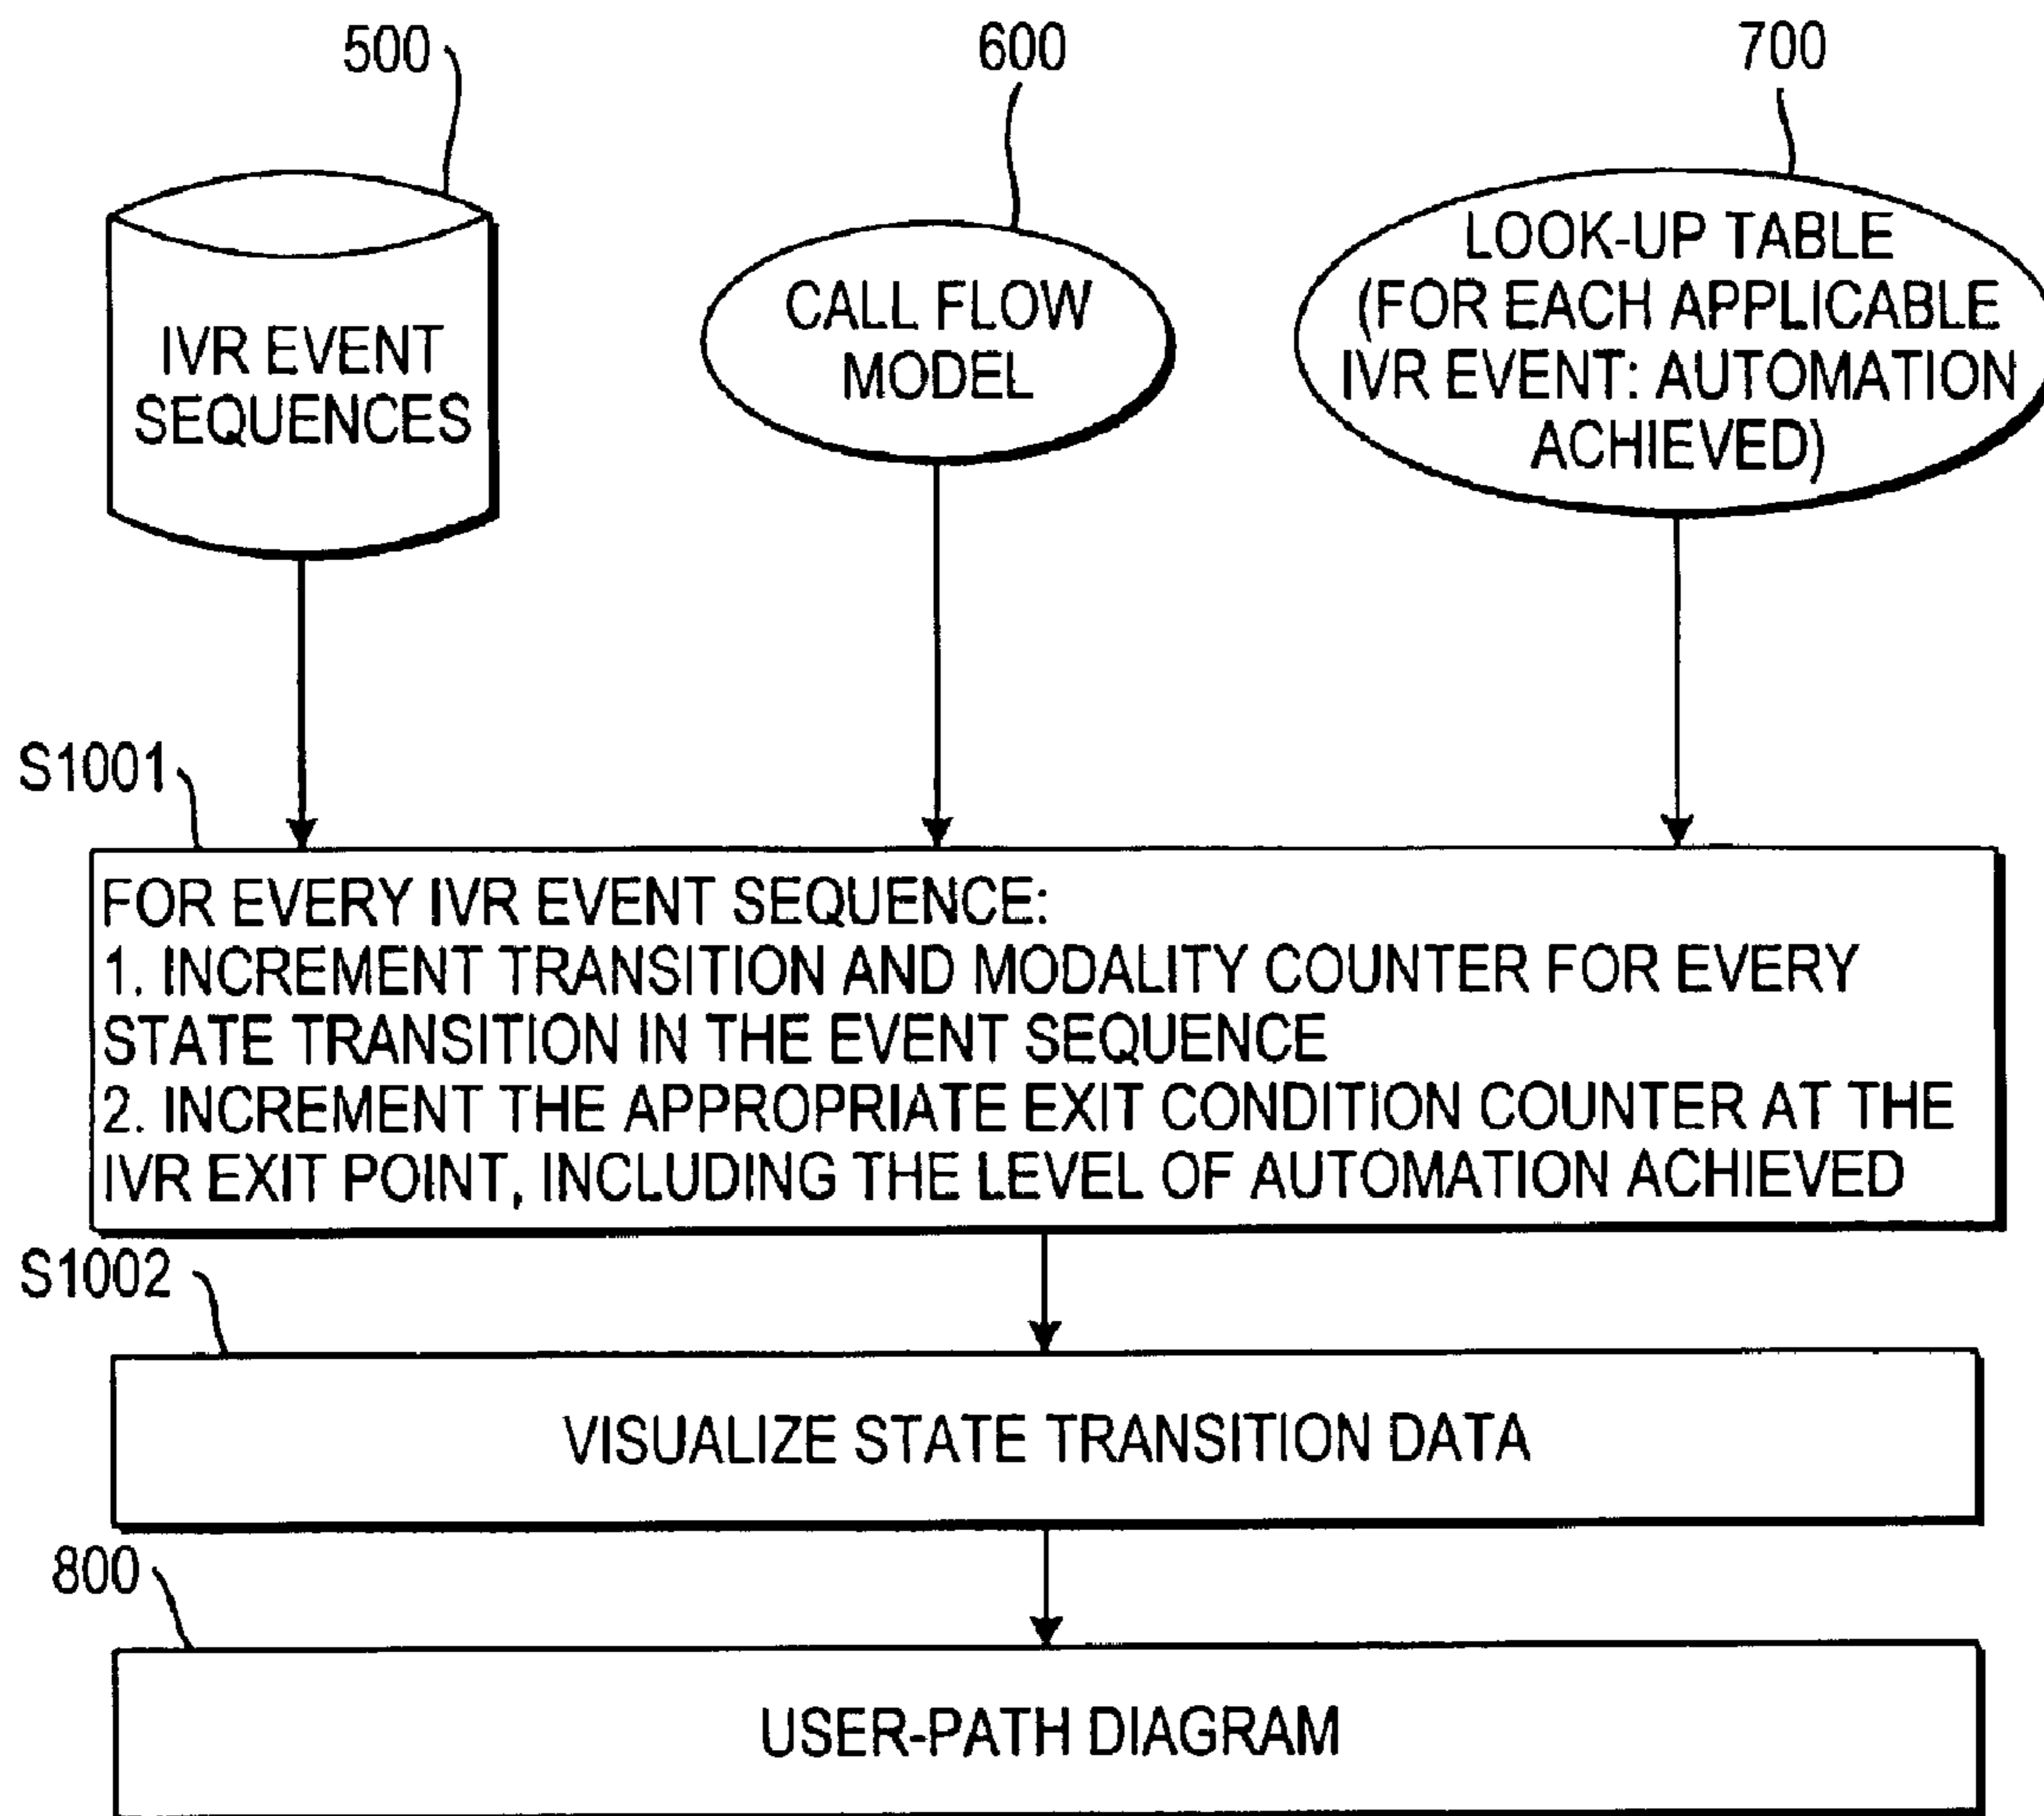 500
600
700
IVR EVENT
SEQUENCES
CALL FLOW
MODEL
LOOK-UP TABLE
(FOR EACH APPLICABLE
IVR EVENT: AUTOMATION
ACHIEVED)
S1001
FOR EVERY IVR EVENT SEQUENCE:
1. INCREMENT TRANSITION AND MODALITY COUNTER FOR EVERY
STATE TRANSITION IN THE EVENT SEQUENCE
2. INCREMENT THE APPROPRIATE EXIT CONDITION COUNTER AT THE
IVR EXIT POINT, INCLUDING THE LEVEL OF AUTOMATION ACHIEVED
S1002
VISUALIZE STATE TRANSITION DATA
800
USER-PATH DIAGRAM